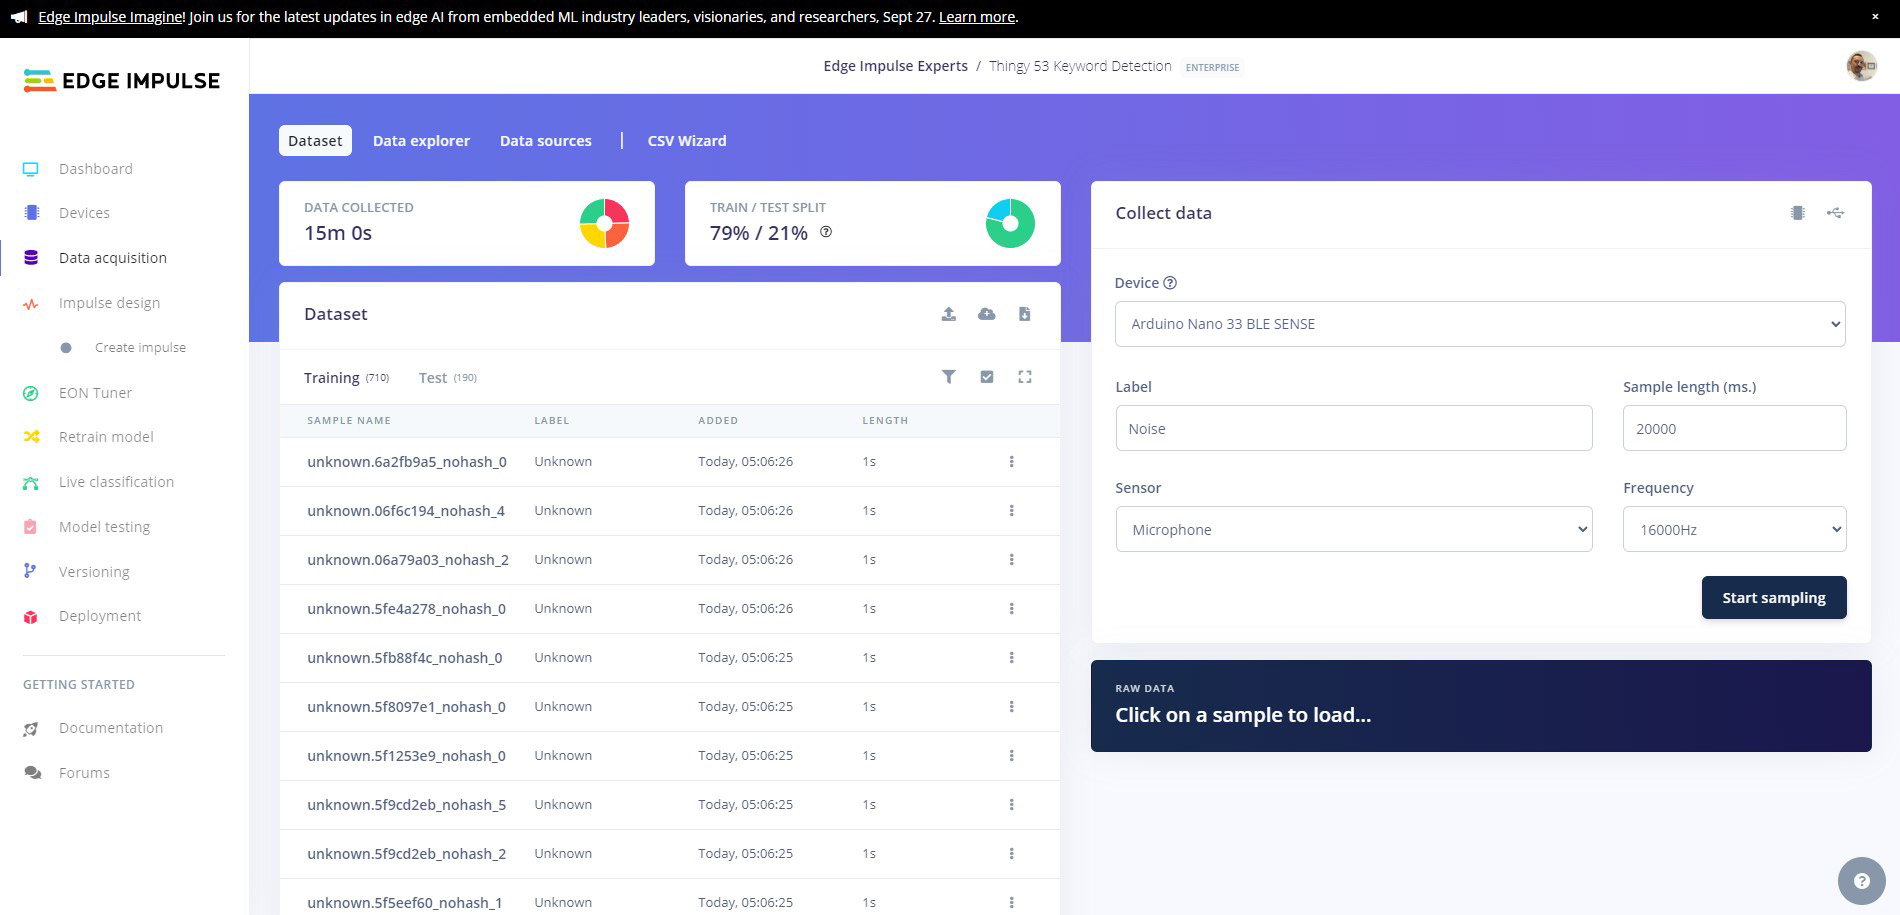 Edge Impulse Imagine! Join us for the latest updates in edge AI from embedded ML industry leaders, visionaries, and researchers, Sept 27. Learn more.
×
EDGE IMPULSE
Edge Impulse Experts / Thingy 53 Keyword Detection ENTERPRISE
Dashboard
Devices
Data acquisition
Impulse design
Create impulse
EON Tuner
Retrain model
Live classification
Model testing
Versioning
Deployment
GETTING STARTED
Documentation
Forums
Dataset Data explorer Data sources | CSV Wizard
DATA COLLECTED
15m 0s
TRAIN / TEST SPLIT
79% / 21% ?
Dataset
Training (710) Test (190)
SAMPLE NAME LABEL ADDED LENGTH
unknown.6a2fb9a5_nohash_0 Unknown Today, 05:06:26 1s
unknown.06f6c194_nohash_4 Unknown Today, 05:06:26 1s
unknown.06a79a03_nohash_2 Unknown Today, 05:06:26 1s
unknown.5fe4a278_nohash_0 Unknown Today, 05:06:26 1s
unknown.5fb88f4c_nohash_0 Unknown Today, 05:06:25 1s
unknown.5f8097e1_nohash_0 Unknown Today, 05:06:25 1s
unknown.5f1253e9_nohash_0 Unknown Today, 05:06:25 1s
unknown.5f9cd2eb_nohash_5 Unknown Today, 05:06:25 1s
unknown.5f9cd2eb_nohash_2 Unknown Today, 05:06:25 1s
unknown.5f5eef60_nohash_1 Unknown Today, 05:06:25 1s
Collect data
Device ?
Arduino Nano 33 BLE SENSE
Label Sample length (ms.)
Noise 20000
Sensor Frequency
Microphone 16000Hz
Start sampling
RAW DATA
Click on a sample to load...
?